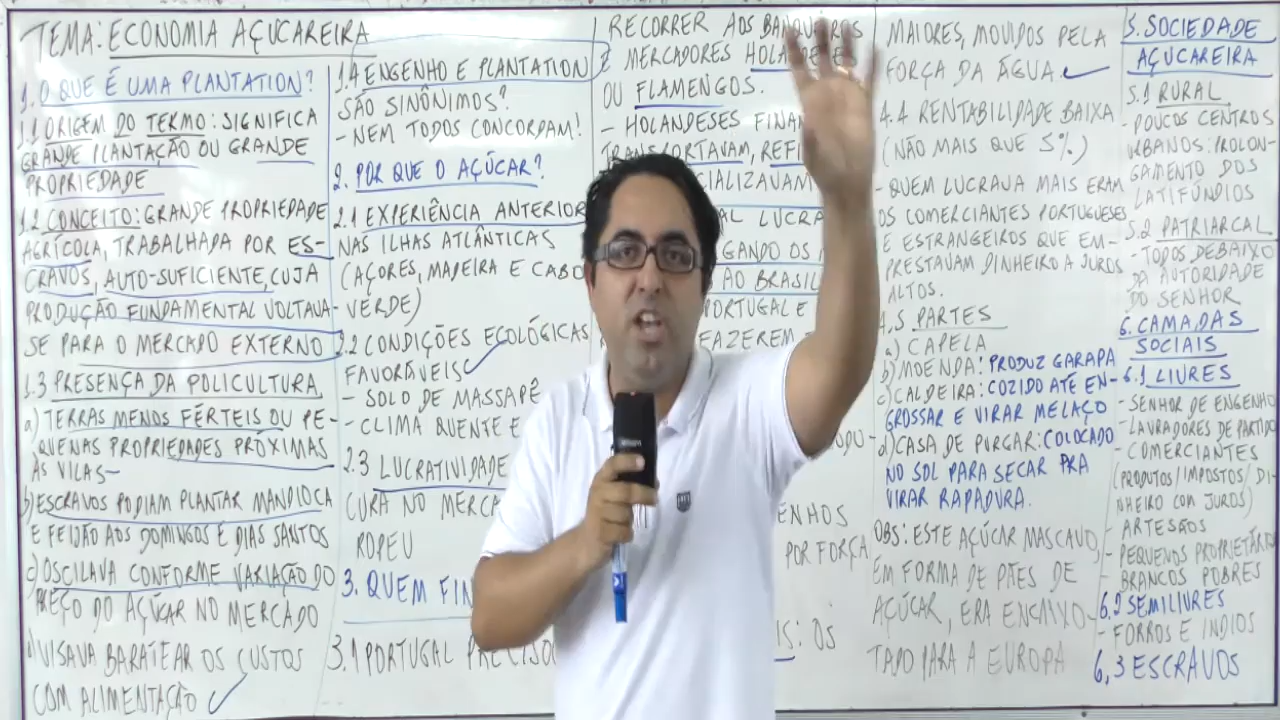 TEMA: ECONOMIA AÇUCAREIRA
1. O QUE É UMA PLANTATION?
1.1 ORIGEM DO TERMO: SIGNIFICA
GRANDE PLANTAÇÃO OU GRANDE
PROPRIEDADE
1.2 CONCEITO: GRANDE PROPRIEDADE
AGRÍCOLA, TRABALHADA POR ES-
CRAVOS, AUTO-SUFICIENTE, CUJA
PRODUÇÃO FUNDAMENTAL VOLTAVA-
SE PARA O MERCADO EXTERNO
1.3 PRESENÇA DA POLICULTURA
a) TERRAS MENOS FÉRTEIS OU PE-
QUENAS PROPRIEDADES PRÓXIMAS
ÀS VILAS
b) ESCRAVOS PODIAM PLANTAR MANDIOCA
E FEIJÃO AOS DOMINGOS E DIAS SANTOS
c) OSCILAVA CONFORME VARIAÇÃO DO
PREÇO DO AÇÚCAR NO MERCADO
d) VISAVA BARATEAR OS CUSTOS
COM ALIMENTAÇÃO
1.4 ENGENHO E PLANTATION
SÃO SINÔNIMOS?
- NEM TODOS CONCORDAM!
2. POR QUE O AÇÚCAR?
2.1 EXPERIÊNCIA ANTERIOR
NAS ILHAS ATLÂNTICAS
(AÇORES, MADEIRA E CABO
VERDE)
2.2 CONDIÇÕES ECOLÓGICAS
FAVORÁVEIS
- SOLO DE MASSAPÊ
- CLIMA QUENTE E
2.3 LUCRATIVIDADE
NO MERCA
ROPEU
3. QUEM FIN
3.1 PORTUGAL PRECISO
RECORRER AOS BANQUEIROS
E MERCADORES HOLANDESES
OU FLAMENGOS.
- HOLANDESES FINAN
TRANSPORTAVAM, REF
CIALIZAVAM
AL LUCRA
GANDO OS
AO BRASIL
PORTUGAL E
FAZEREM
ENHOS
POR FORÇA
IS: OS
MAIORES, MOVIDOS PELA
FORÇA DA ÁGUA.
4.4 RENTABILIDADE BAIXA
(NÃO MAIS QUE 5%)
- QUEM LUCRAVA MAIS ERAM
OS COMERCIANTES PORTUGUESES
E ESTRANGEIROS QUE EM-
PRESTAVAM DINHEIRO A JUROS
ALTOS.
4.5 PARTES
a) CAPELA
b) MOENDA: PRODUZ GARAPA
c) CALDEIRA: COZIDO ATÉ EN-
GROSSAR E VIRAR MELAÇO
d) CASA DE PURGAR: COLOCADO
NO SOL PARA SECAR PRA
VIRAR RAPADURA.
OBS: ESTE AÇÚCAR MASCAVO,
EM FORMA DE PÃES DE
AÇÚCAR, ERA ENCAIXO-
TADO PARA A EUROPA
5. SOCIEDADE
AÇUCAREIRA
5.1 RURAL
- POUCOS CENTROS
URBANOS: PROLON-
GAMENTO DOS
LATIFÚNDIOS
5.2 PATRIARCAL
- TODOS DEBAIXO
DA AUTORIDADE
DO SENHOR
6. CAMADAS
SOCIAIS
6.1 LIVRES
- SENHOR DE ENGENHO
- LAVRADORES DE PARTIDO
- COMERCIANTES
(PRODUTOS/IMPOSTOS/DI-
NHEIRO COM JUROS)
- ARTESÃOS
- PEQUENOS PROPRIETÁRIO
- BRANCOS POBRES
6.2 SEMILIVRES
- FORROS E ÍNDIOS
6.3 ESCRAVOS